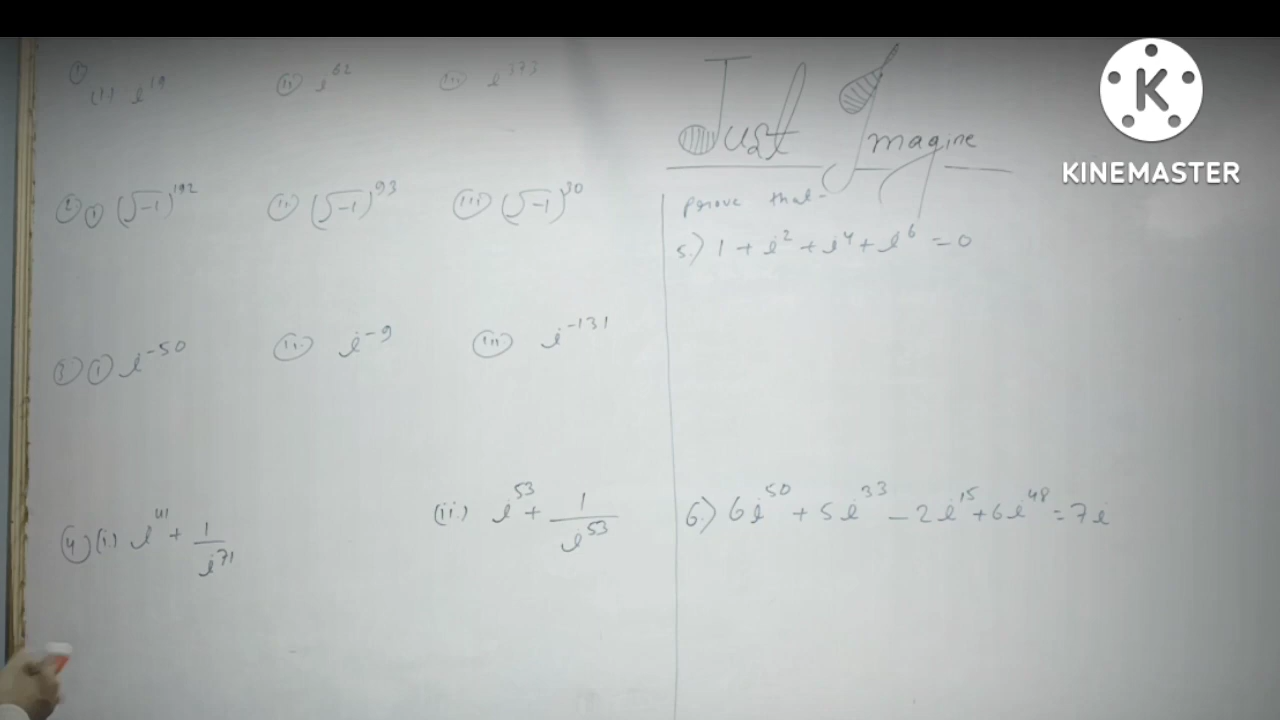 ① (i) i^19 (ii) i^62 (iii) i^373
② (i) (√-1)^192 (ii) (√-1)^93 (iii) (√-1)^30
③ (i) i^-50 (ii.) i^-9 (iii) i^-131
④ (i.) i^41 + 1/i^71 (ii.) i^53 + 1/i^53
Just Imagine
prove that-
5.) 1 + i^2 + i^4 + i^6 = 0
6.) 6i^50 + 5i^33 - 2i^15 + 6i^48 = 7i
K
KINEMASTER